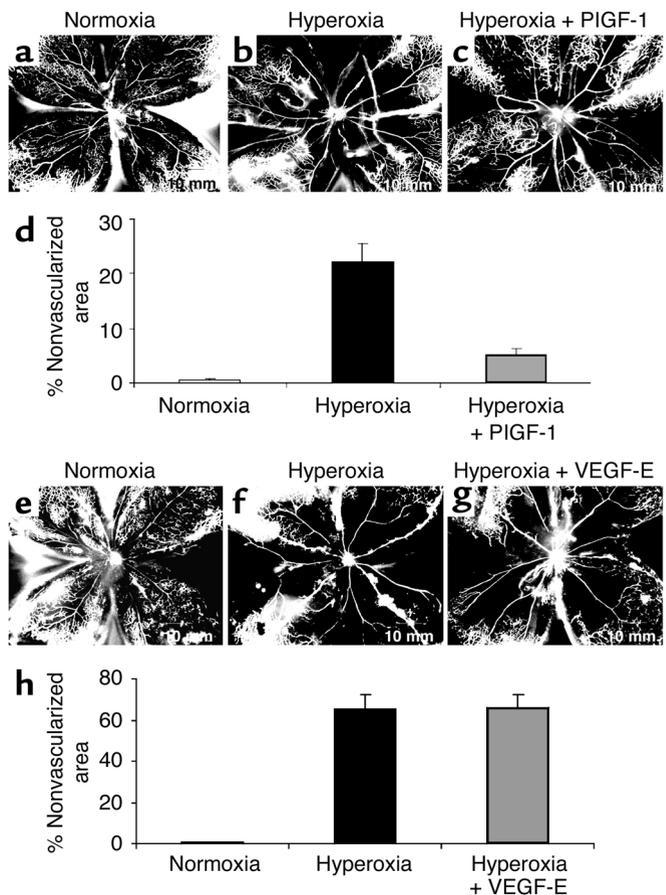 Normoxia
Hyperoxia
Hyperoxia + PlGF-1
a
b
c
10 mm
10 mm
10 mm
d
% Nonvascularized
area
30
20
10
0
Normoxia
Hyperoxia
Hyperoxia
+ PlGF-1
Normoxia
Hyperoxia
Hyperoxia + VEGF-E
e
f
g
10 mm
10 mm
10 mm
h
% Nonvascularized
area
80
60
40
20
0
Normoxia
Hyperoxia
Hyperoxia
+ VEGF-E